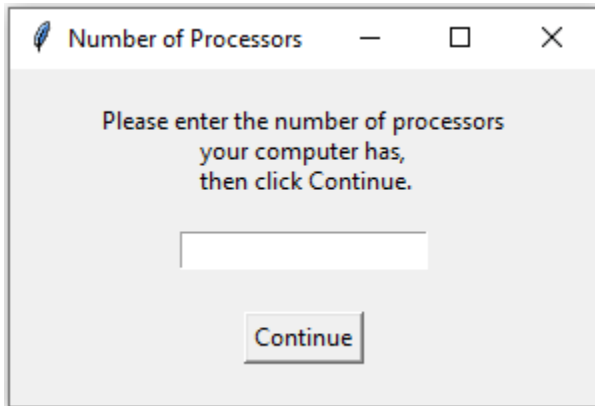 Number of Processors
Please enter the number of processors
your computer has,
then click Continue.
Continue